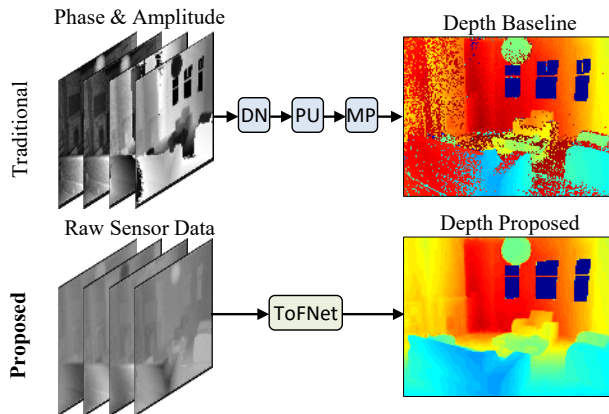 Phase & Amplitude
Depth Baseline
Traditional
DN
PU
MP
Raw Sensor Data
Depth Proposed
Proposed
ToFNet